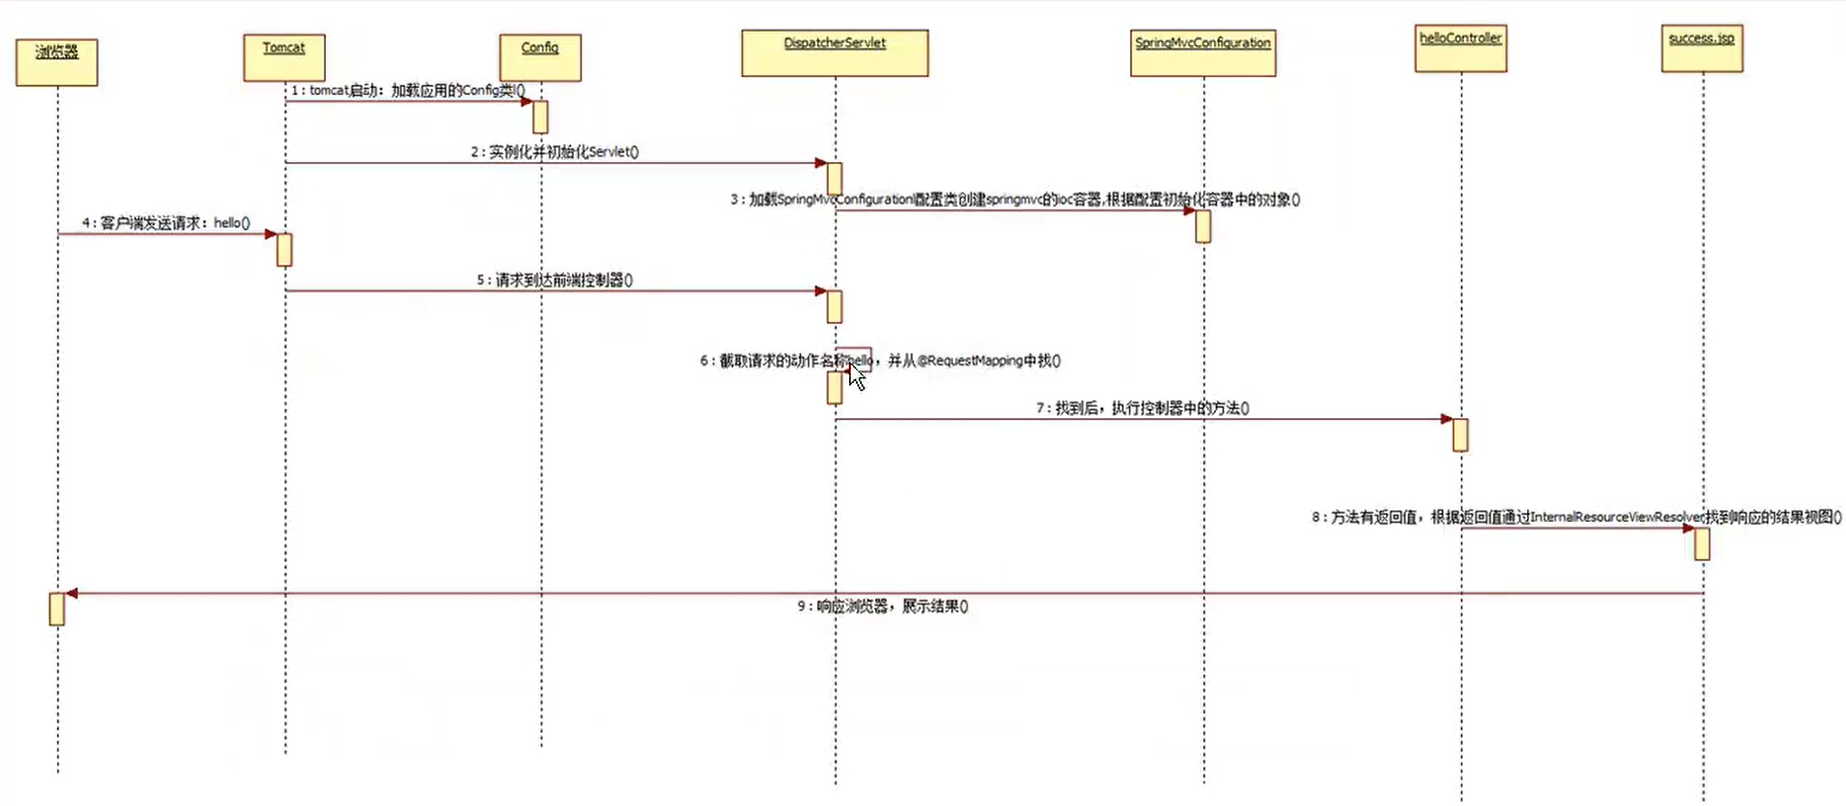 浏览器
Tomcat
Config
DispatcherServlet
SpringMvcConfiguration
helloController
success.jsp
1 : tomcat启动：加载应用的Config类()
2 : 实例化并初始化Servlet()
3 : 加载SpringMvcConfiguration配置类创建springmvc的ioc容器,根据配置初始化容器中的对象()
4 : 客户端发送请求：hello()
5 : 请求到达前端控制器()
6 : 截取请求的动作名称hello，并从@RequestMapping中找()
7 : 找到后，执行控制器中的方法()
8 : 方法有返回值，根据返回值通过InternalResourceViewResolver找到响应的结果视图()
9 : 响应浏览器，展示结果()